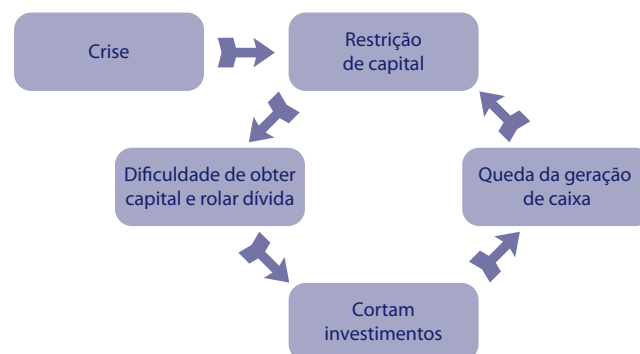 Crise
Restrição
de capital
Dificuldade de obter
capital e rolar dívida
Queda da geração
de caixa
Cortam
investimentos